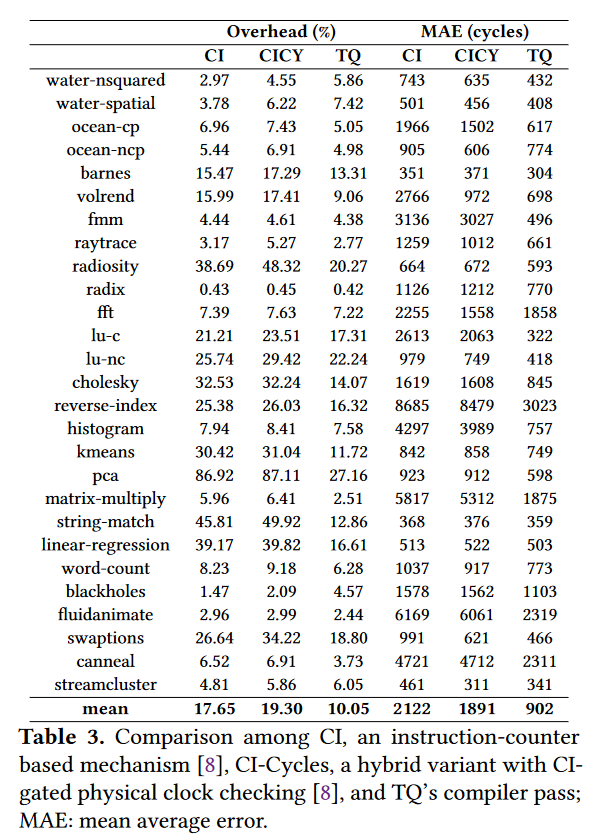 Overhead (%) MAE (cycles)
CI CICY TQ CI CICY TQ
water-nsquared 2.97 4.55 5.86 743 635 432
water-spatial 3.78 6.22 7.42 501 456 408
ocean-cp 6.96 7.43 5.05 1966 1502 617
ocean-ncp 5.44 6.91 4.98 905 606 774
barnes 15.47 17.29 13.31 351 371 304
volrend 15.99 17.41 9.06 2766 972 698
fmm 4.44 4.61 4.38 3136 3027 496
raytrace 3.17 5.27 2.77 1259 1012 661
radiosity 38.69 48.32 20.27 664 672 593
radix 0.43 0.45 0.42 1126 1212 770
fft 7.39 7.63 7.22 2255 1558 1858
lu-c 21.21 23.51 17.31 2613 2063 322
lu-nc 25.74 29.42 22.24 979 749 418
cholesky 32.53 32.24 14.07 1619 1608 845
reverse-index 25.38 26.03 16.32 8685 8479 3023
histogram 7.94 8.41 7.58 4297 3989 757
kmeans 30.42 31.04 11.72 842 858 749
pca 86.92 87.11 27.16 923 912 598
matrix-multiply 5.96 6.41 2.51 5817 5312 1875
string-match 45.81 49.92 12.86 368 376 359
linear-regression 39.17 39.82 16.61 513 522 503
word-count 8.23 9.18 6.28 1037 917 773
blackholes 1.47 2.09 4.57 1578 1562 1103
fluidanimate 2.96 2.99 2.44 6169 6061 2319
swaptions 26.64 34.22 18.80 991 621 466
canneal 6.52 6.91 3.73 4721 4712 2311
streamcluster 4.81 5.86 6.05 461 311 341
mean 17.65 19.30 10.05 2122 1891 902
Table 3. Comparison among CI, an instruction-counter
based mechanism [8], CI-Cycles, a hybrid variant with CI-
gated physical clock checking [8], and TQ's compiler pass;
MAE: mean average error.